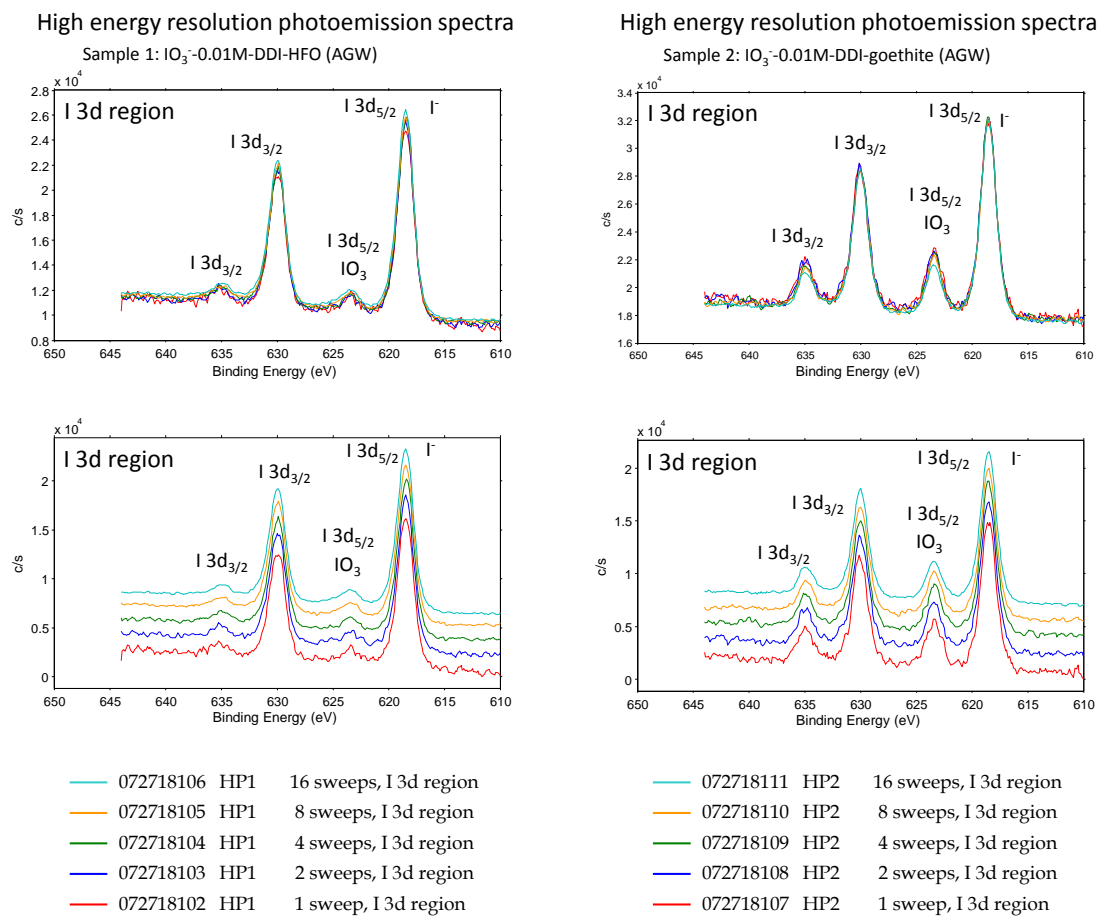 High energy resolution photoemission spectra
Sample 1: IO₃⁻-0.01M-DDI-HFO (AGW)
x 10⁴
I 3d region
I 3d₅/₂ I⁻
I 3d₃/₂
I 3d₃/₂
I 3d₅/₂
IO₃
c/s
2.8
2.6
2.4
2.2
2
1.8
1.6
1.4
1.2
1
0.8
650 645 640 635 630 625 620 615 610
Binding Energy (eV)
x 10⁴
I 3d region
I 3d₅/₂ I⁻
I 3d₃/₂
I 3d₃/₂
I 3d₅/₂
IO₃
c/s
2
1.5
1
0.5
0
650 645 640 635 630 625 620 615 610
Binding Energy (eV)
072718106 HP1 16 sweeps, I 3d region
072718105 HP1 8 sweeps, I 3d region
072718104 HP1 4 sweeps, I 3d region
072718103 HP1 2 sweeps, I 3d region
072718102 HP1 1 sweep, I 3d region
High energy resolution photoemission spectra
Sample 2: IO₃⁻-0.01M-DDI-goethite (AGW)
x 10⁴
I 3d region
I 3d₅/₂ I⁻
I 3d₃/₂
I 3d₅/₂
IO₃
I 3d₃/₂
c/s
3.4
3.2
3
2.8
2.6
2.4
2.2
2
1.8
1.6
650 645 640 635 630 625 620 615 610
Binding Energy (eV)
x 10⁴
I 3d region
I 3d₅/₂ I⁻
I 3d₃/₂
I 3d₅/₂
IO₃
I 3d₃/₂
c/s
2
1.5
1
0.5
0
650 645 640 635 630 625 620 615 610
Binding Energy (eV)
072718111 HP2 16 sweeps, I 3d region
072718110 HP2 8 sweeps, I 3d region
072718109 HP2 4 sweeps, I 3d region
072718108 HP2 2 sweeps, I 3d region
072718107 HP2 1 sweep, I 3d region